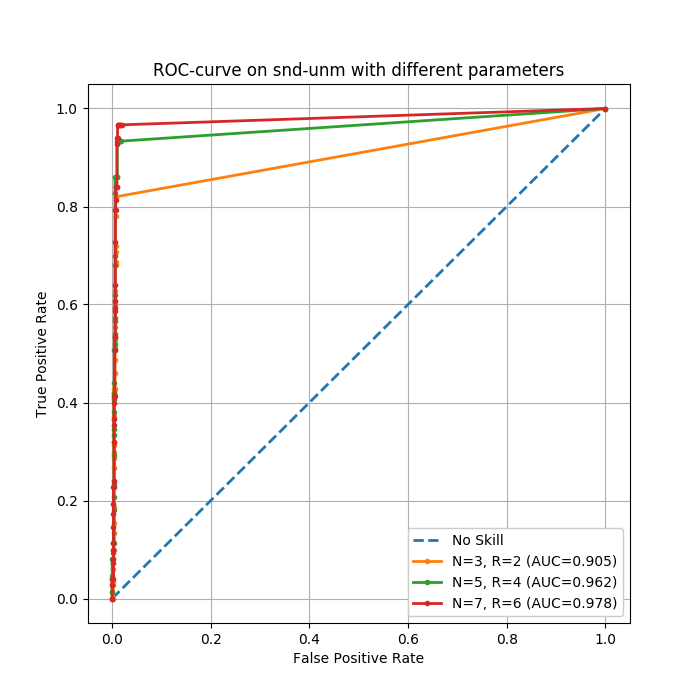 ROC-curve on snd-unm with different parameters
True Positive Rate
1.0
0.8
0.6
0.4
0.2
0.0
No Skill
N=3, R=2 (AUC=0.905)
N=5, R=4 (AUC=0.962)
N=7, R=6 (AUC=0.978)
0.0 0.2 0.4 0.6 0.8 1.0
False Positive Rate